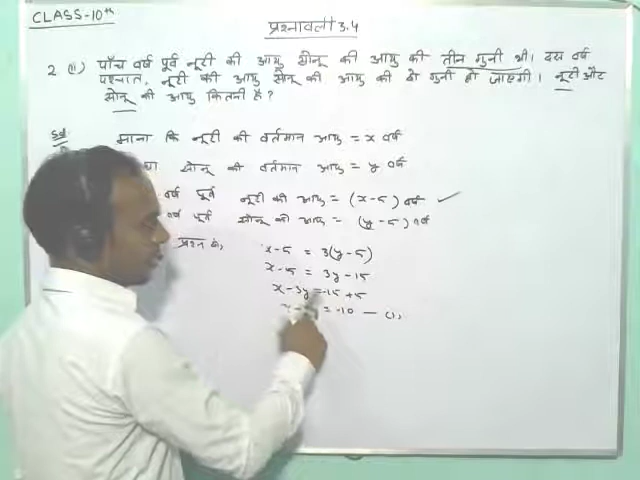 CLASS-10th
प्रश्नावली 3.4
2 (ii) पाँच वर्ष पूर्व नूरी की आयु सोनू की आयु की तीन गुनी थी। दस वर्ष
पश्चात, नूरी की आयु सोनू की आयु की दो गुनी हो जाएगी। नूरी और
सोनू की आयु कितनी है?
माना कि नूरी की वर्तमान आयु = x वर्ष
सोनू की वर्तमान आयु = y वर्ष
वर्ष पूर्व नूरी की आयु = (x-5) वर्ष
वर्ष पूर्व सोनू की आयु = (y-5) वर्ष
प्रश्न से, x-5 = 3(y-5)
x-5 = 3y-15
x-3y = -15+5
= -10 — (1)